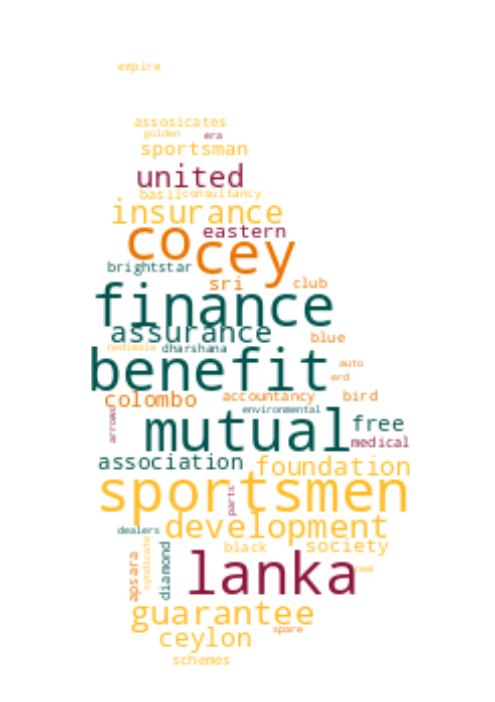 empire
assosicates
golden era
sportsman
united
basil consultancy
insurance
eastern
co cey
brightstar
sri club
finance
assurance
blue
nedimala dharshana
benefit
auto
erd
colombo accountancy bird
environmental
arrows
mutual free
medical
association foundation
sportsmen
parts
development
dealers
syndicate
black society
apsara
diamond
lanka new
guarantee
spare
ceylon
schemes